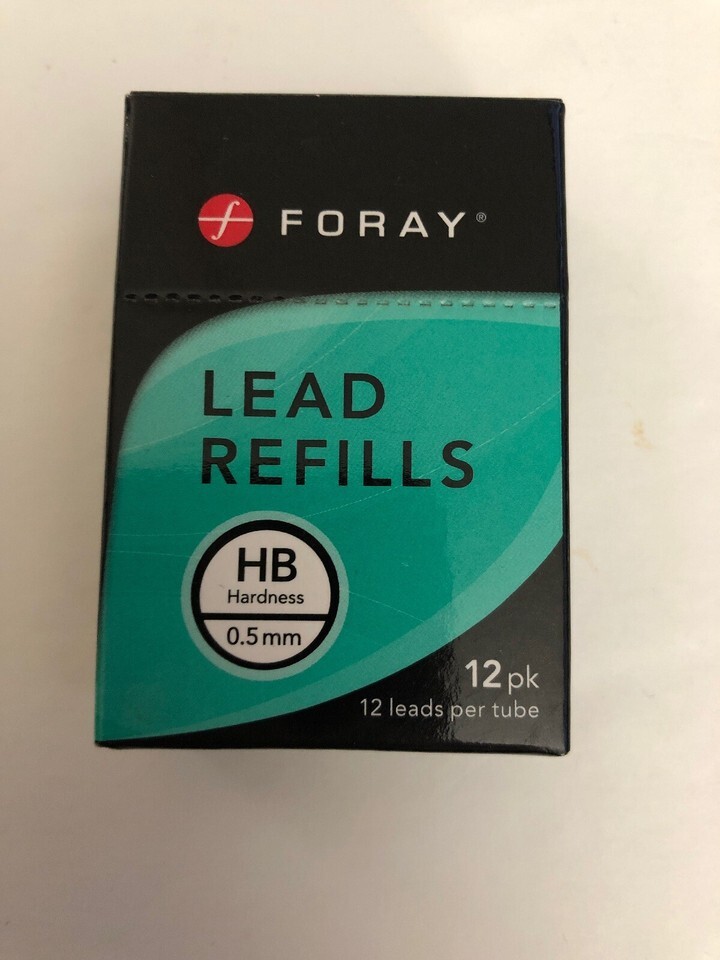 f FORAY®
LEAD
REFILLS
HB
Hardness
0.5mm
12pk
12 leads per tube